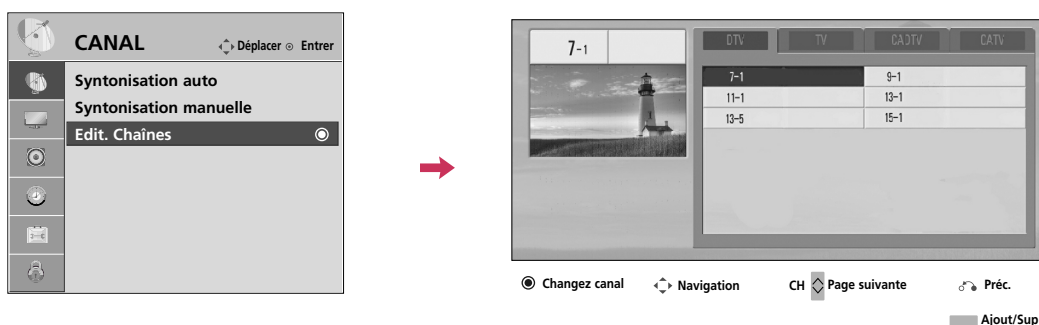 CANAL Déplacer Entrer
Syntonisation auto
Syntonisation manuelle
Edit. Chaînes
7-1
DTV TV CADTV CATV
7-1 9-1
11-1 13-1
13-5 15-1
Changez canal Navigation CH Page suivante Préc.
Ajout/Sup